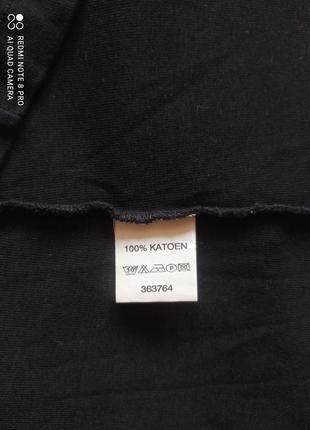 REDMI NOTE 8 PRO
AI QUAD CAMERA
100% KATOEN
363764